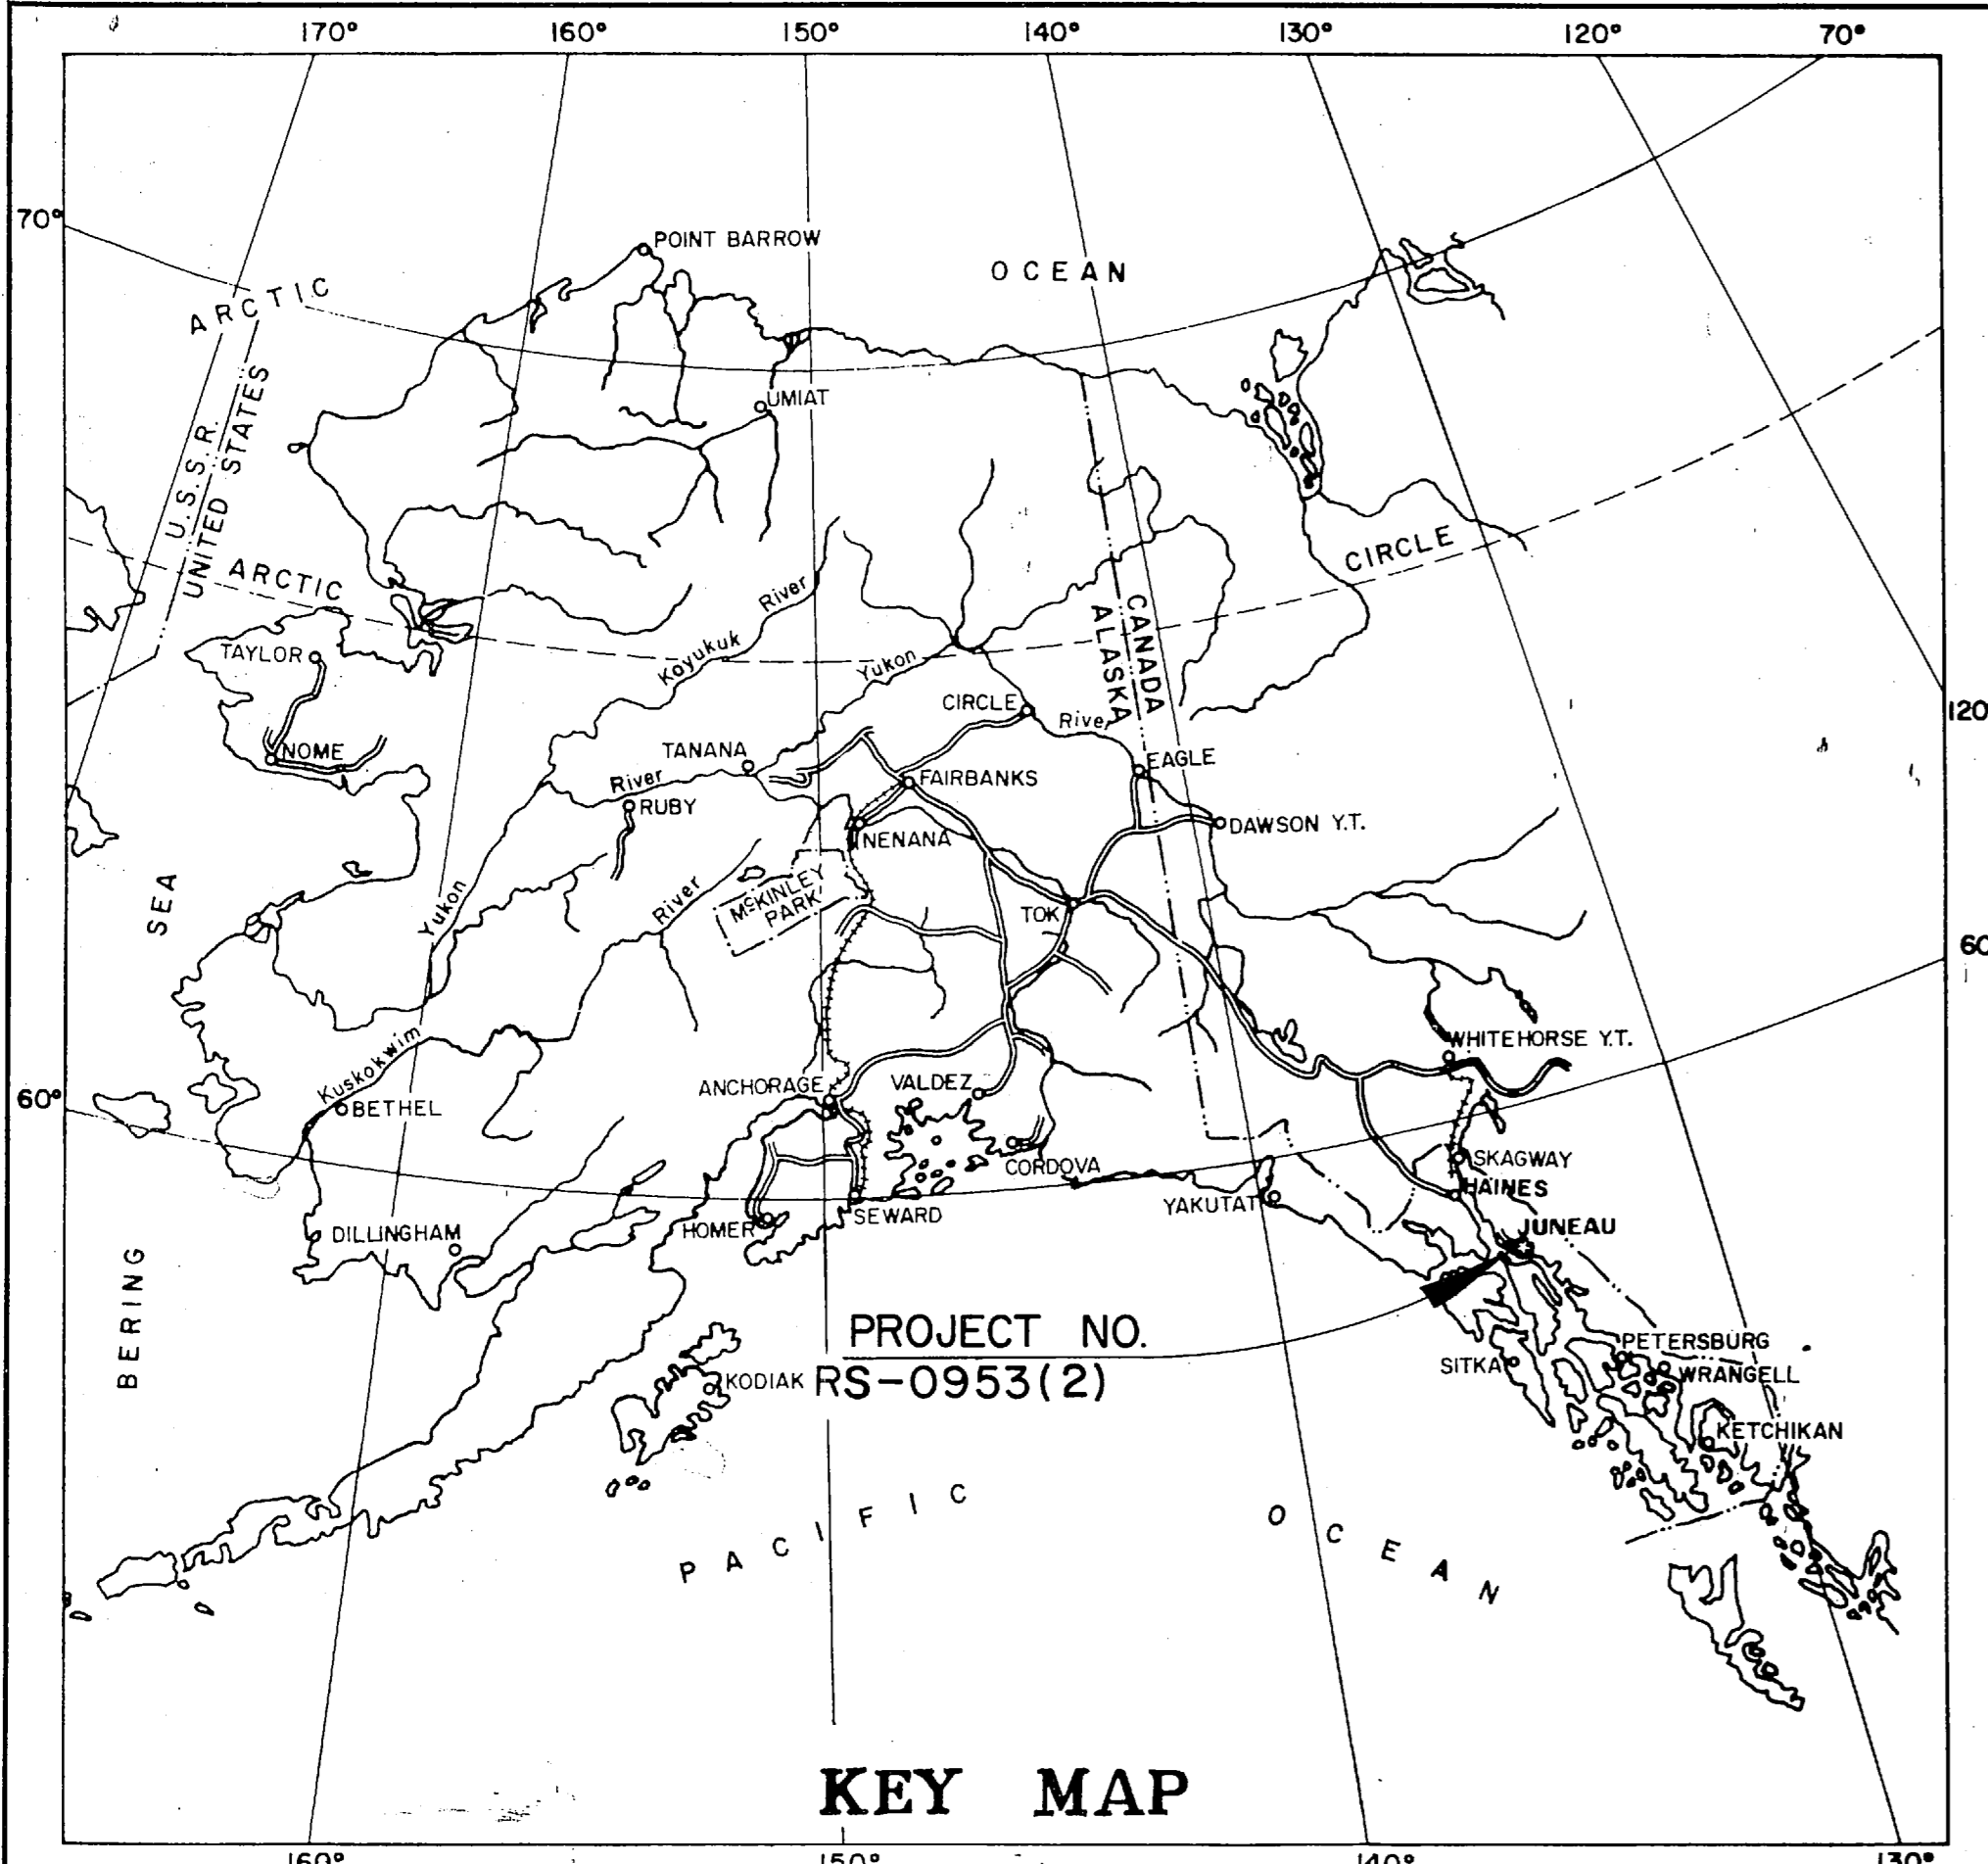 170° 160° 150° 140° 130° 120° 70°
70°
POINT BARROW
OCEAN
ARCTIC
UMIAT
U.S.S.R.
UNITED STATES
ARCTIC
CIRCLE
River
Koyukuk
CANADA
ALASKA
TAYLOR
Yukon
CIRCLE
River
120
NOME
TANANA
EAGLE
River
FAIRBANKS
RUBY
DAWSON Y.T.
NENANA
SEA
Yukon
River
McKINLEY
PARK
TOK
60
WHITEHORSE Y.T.
Kuskokwim
ANCHORAGE
VALDEZ
60°
BETHEL
CORDOVA
SKAGWAY
HAINES
YAKUTAT
SEWARD
HOMER
DILLINGHAM
JUNEAU
BERING
PROJECT NO.
RS-0953(2)
KODIAK
PETERSBURG
SITKA
WRANGELL
KETCHIKAN
PACIFIC
OCEAN
KEY MAP
160° 150° 140° 130°